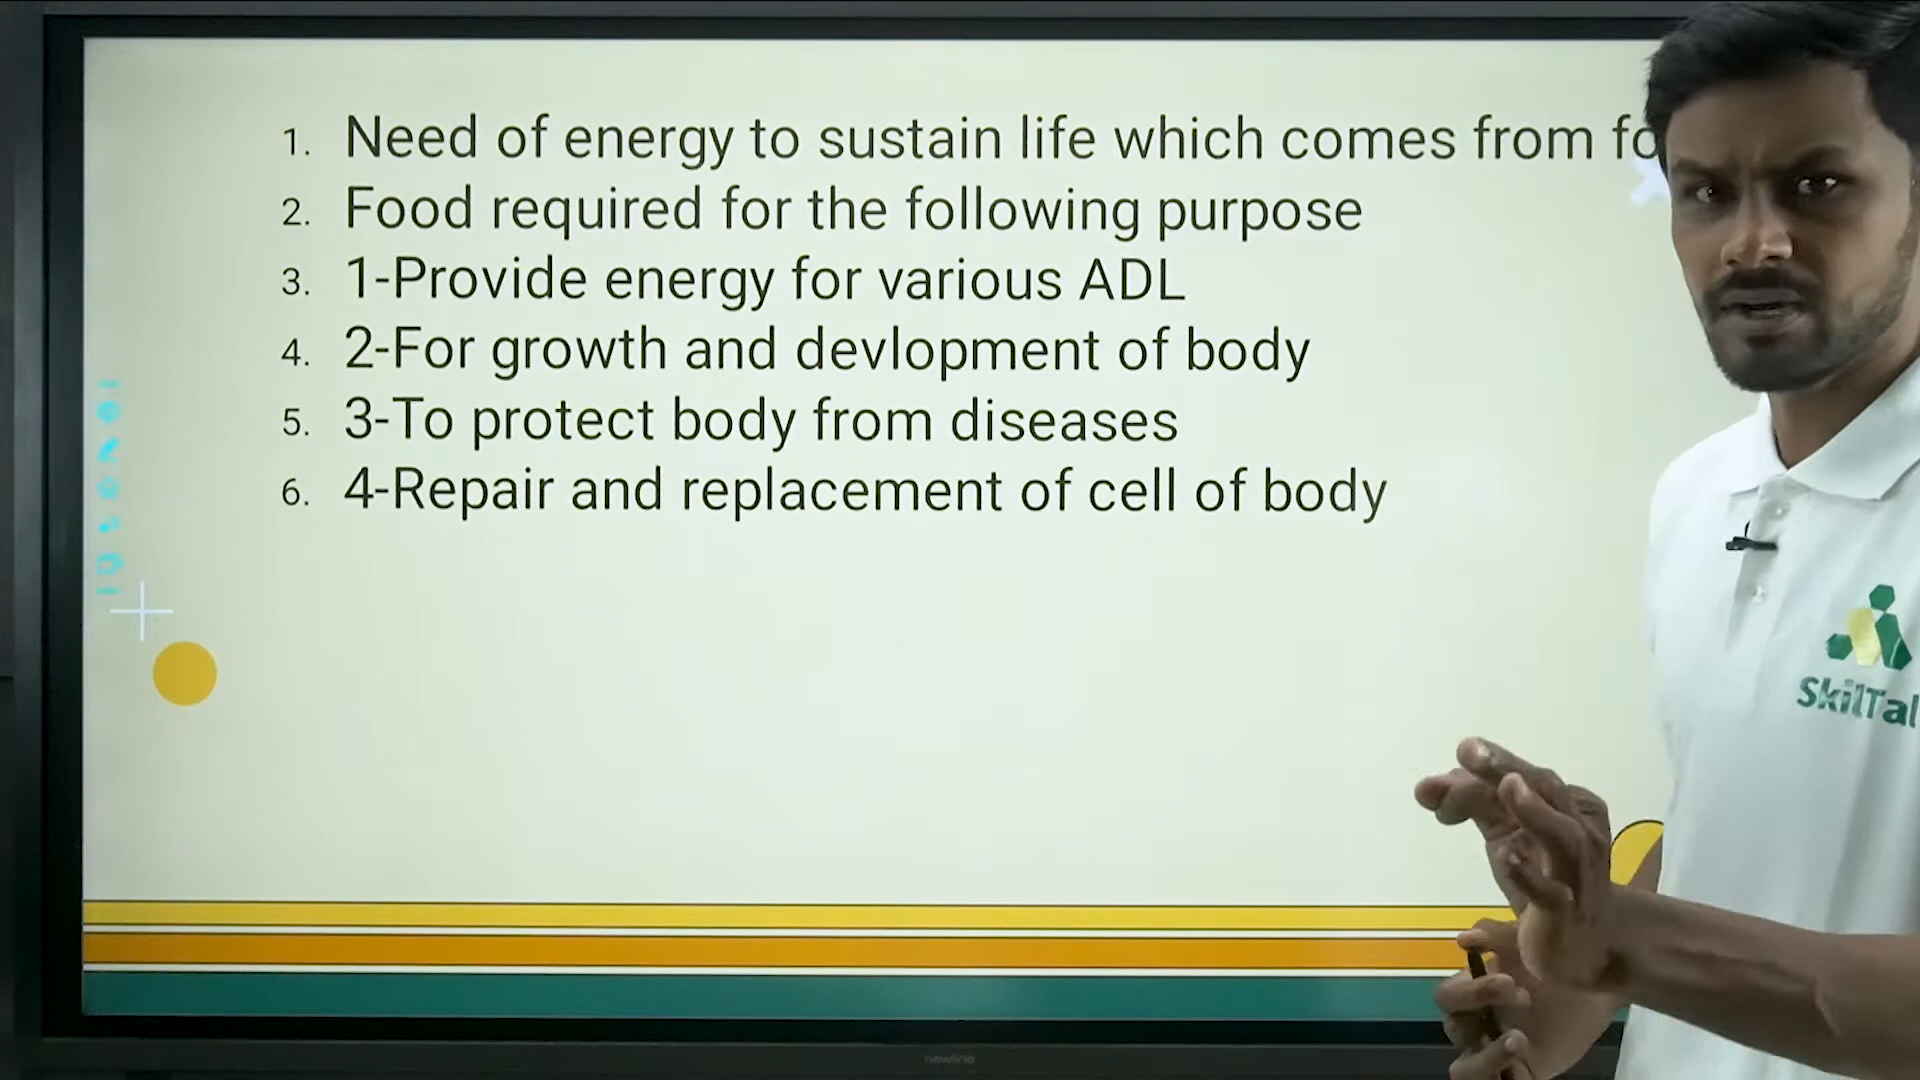 1. Need of energy to sustain life which comes from fo
2. Food required for the following purpose
3. 1-Provide energy for various ADL
4. 2-For growth and devlopment of body
5. 3-To protect body from diseases
6. 4-Repair and replacement of cell of body
SkilTal
newline